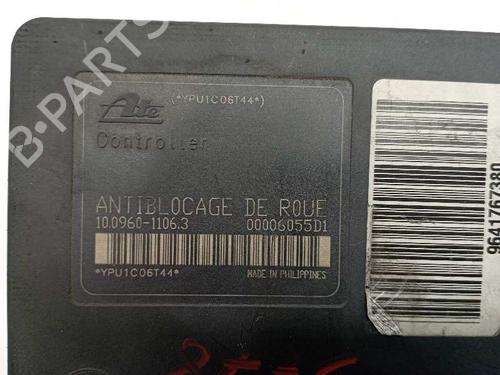 B-PARTS
(*YPU1C06T44*)
Ate
Controller
ANTIBLOCAGE DE ROUE
10.0960-1106.3 00006055D1
*YPU1C06T44*
MADE IN PHILIPPINES
9641767380